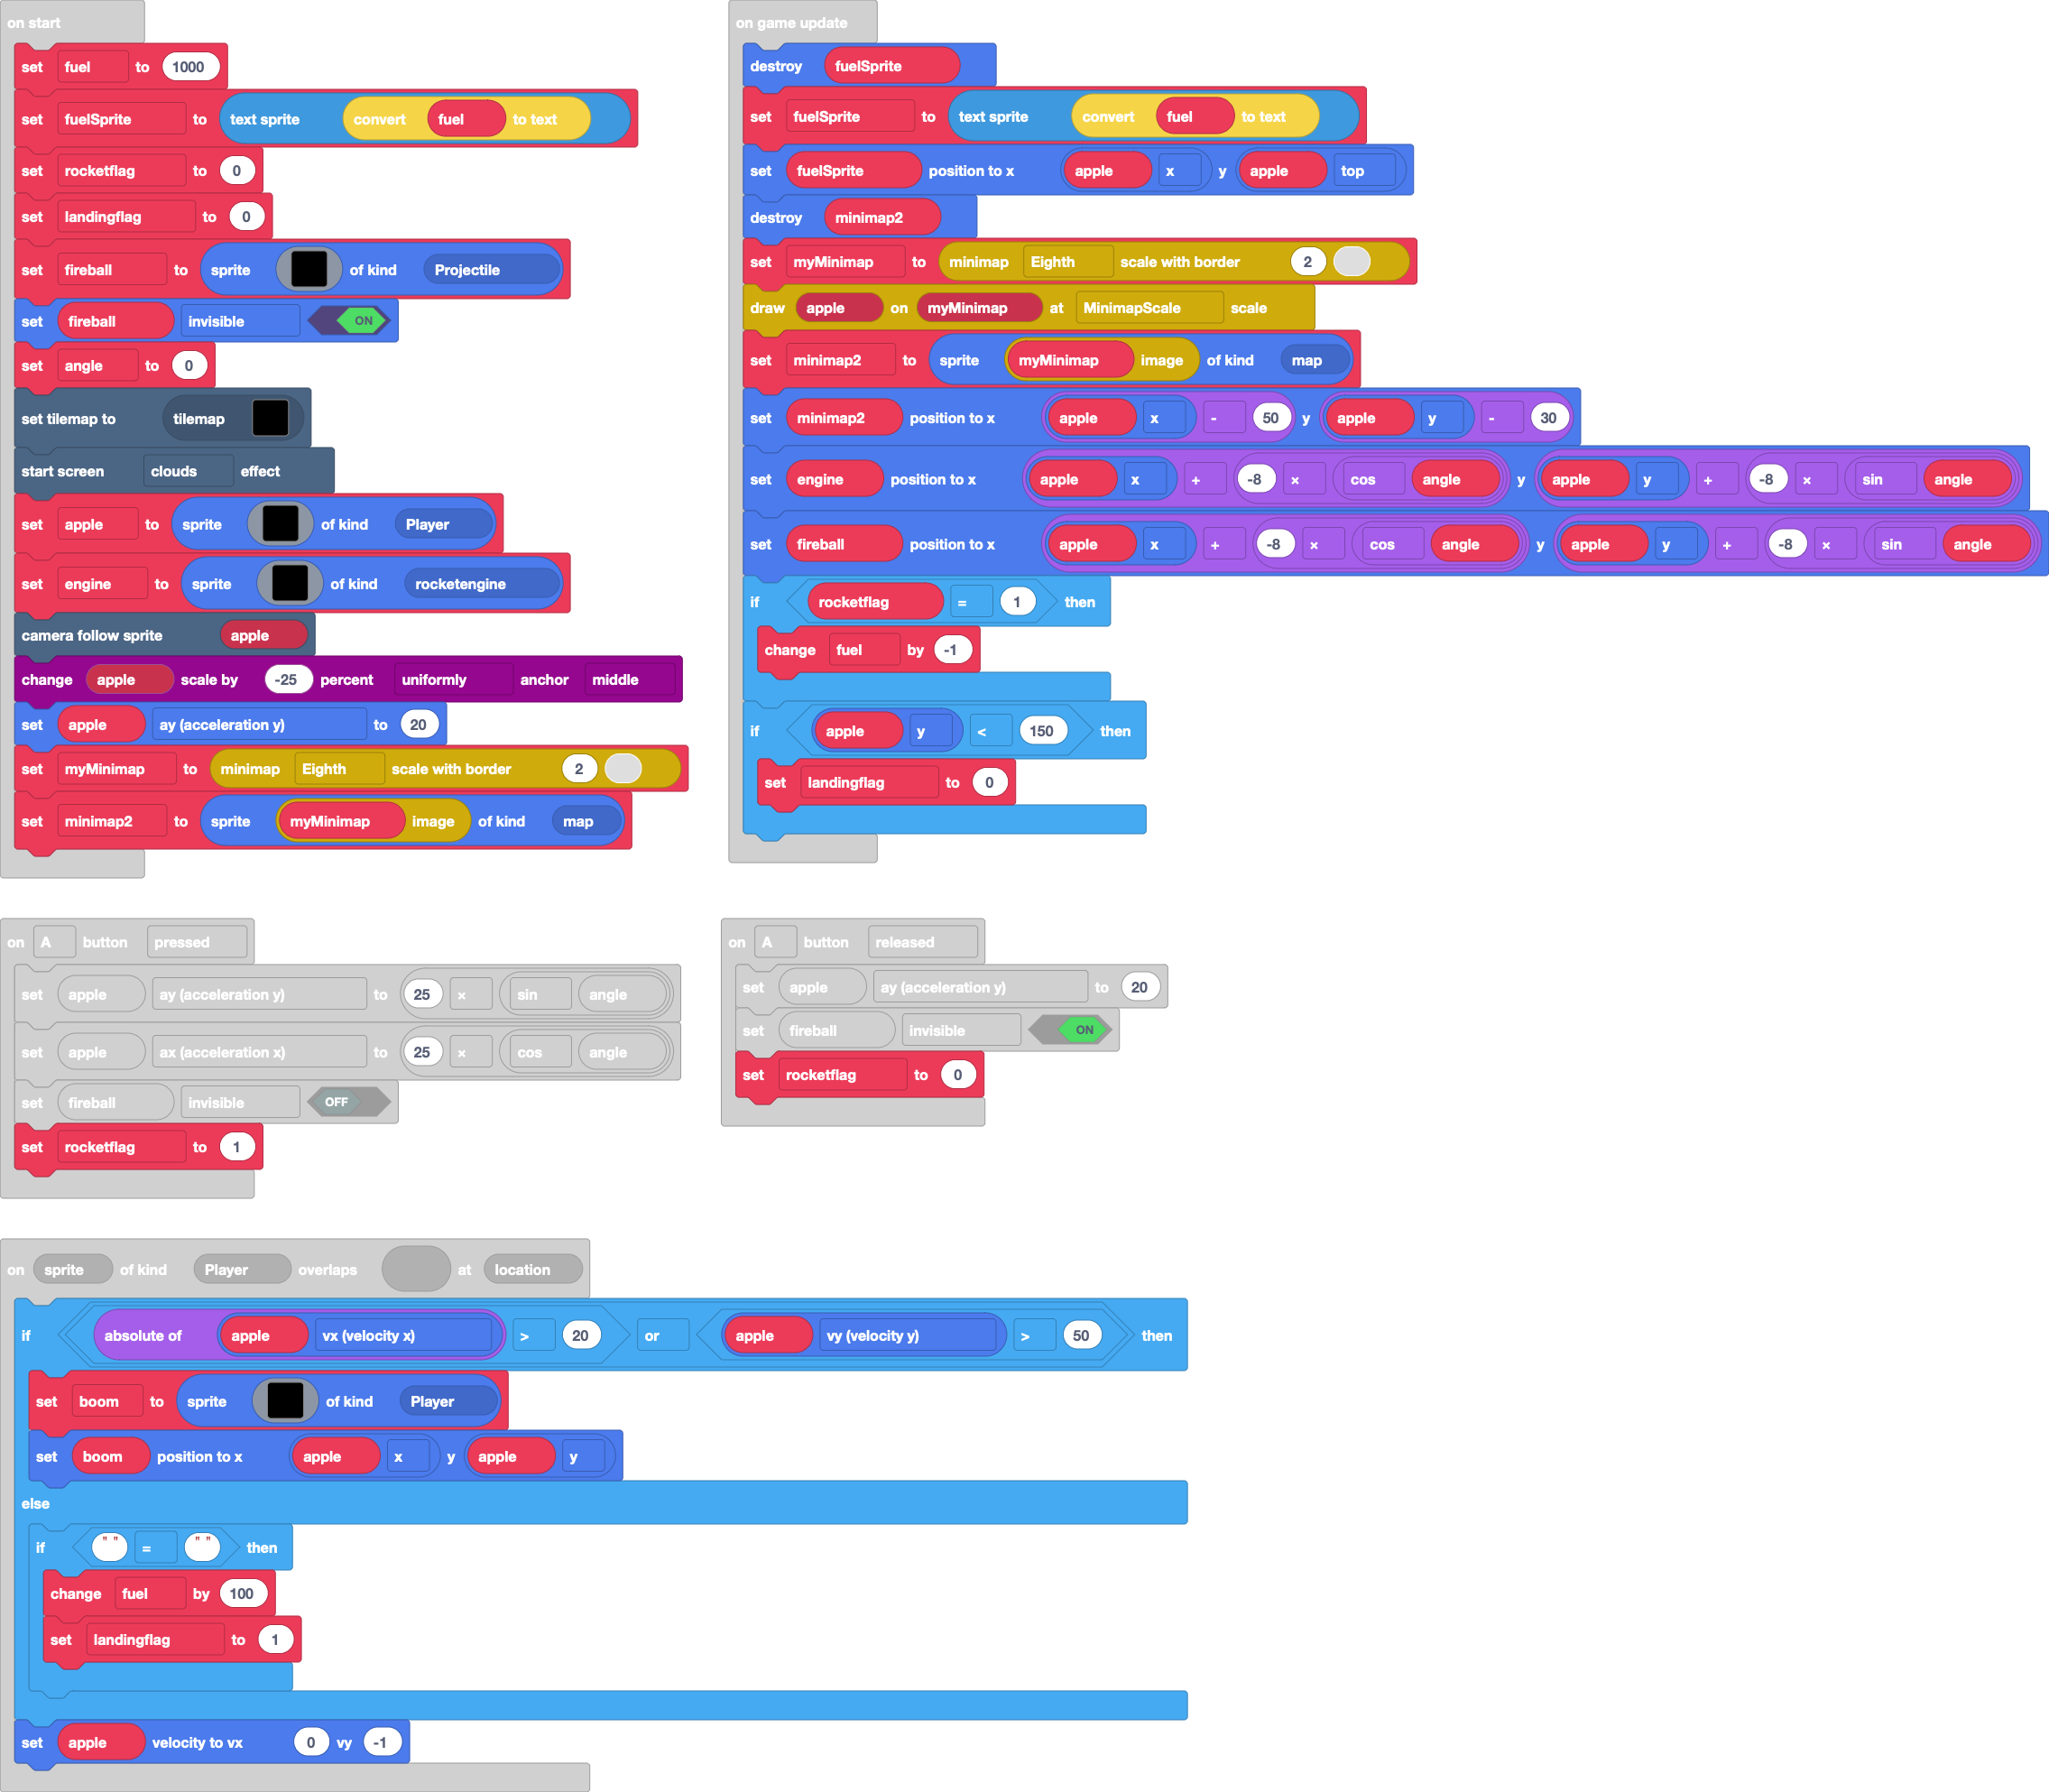 on start
set fuel to 1000
set fuelSprite to text sprite convert fuel to text
set rocketflag to 0
set landingflag to 0
set fireball to sprite of kind Projectile
set fireball invisible ON
set angle to 0
set tilemap to tilemap
start screen clouds effect
set apple to sprite of kind Player
set engine to sprite of kind rocketengine
camera follow sprite apple
change apple scale by -25 percent uniformly anchor middle
set apple ay (acceleration y) to 20
set myMinimap to minimap Eighth scale with border 2
set minimap2 to sprite myMinimap image of kind map
on game update
destroy fuelSprite
set fuelSprite to text sprite convert fuel to text
set fuelSprite position to x apple x y apple top
destroy minimap2
set myMinimap to minimap Eighth scale with border 2
draw apple on myMinimap at MinimapScale scale
set minimap2 to sprite myMinimap image of kind map
set minimap2 position to x apple x - 50 y apple y - 30
set engine position to x apple x + -8 × cos angle y apple y + -8 × sin angle
set fireball position to x apple x + -8 × cos angle y apple y + -8 × sin angle
if rocketflag = 1 then
change fuel by -1
if apple y < 150 then
set landingflag to 0
on A button pressed
set apple ay (acceleration y) to 25 × sin angle
set apple ax (acceleration x) to 25 × cos angle
set fireball invisible OFF
set rocketflag to 1
on A button released
set apple ay (acceleration y) to 20
set fireball invisible ON
set rocketflag to 0
on sprite of kind Player overlaps at location
if absolute of apple vx (velocity x) > 20 or apple vy (velocity y) > 50 then
set boom to sprite of kind Player
set boom position to x apple x y apple y
else
if " " = " " then
change fuel by 100
set landingflag to 1
set apple velocity to vx 0 vy -1